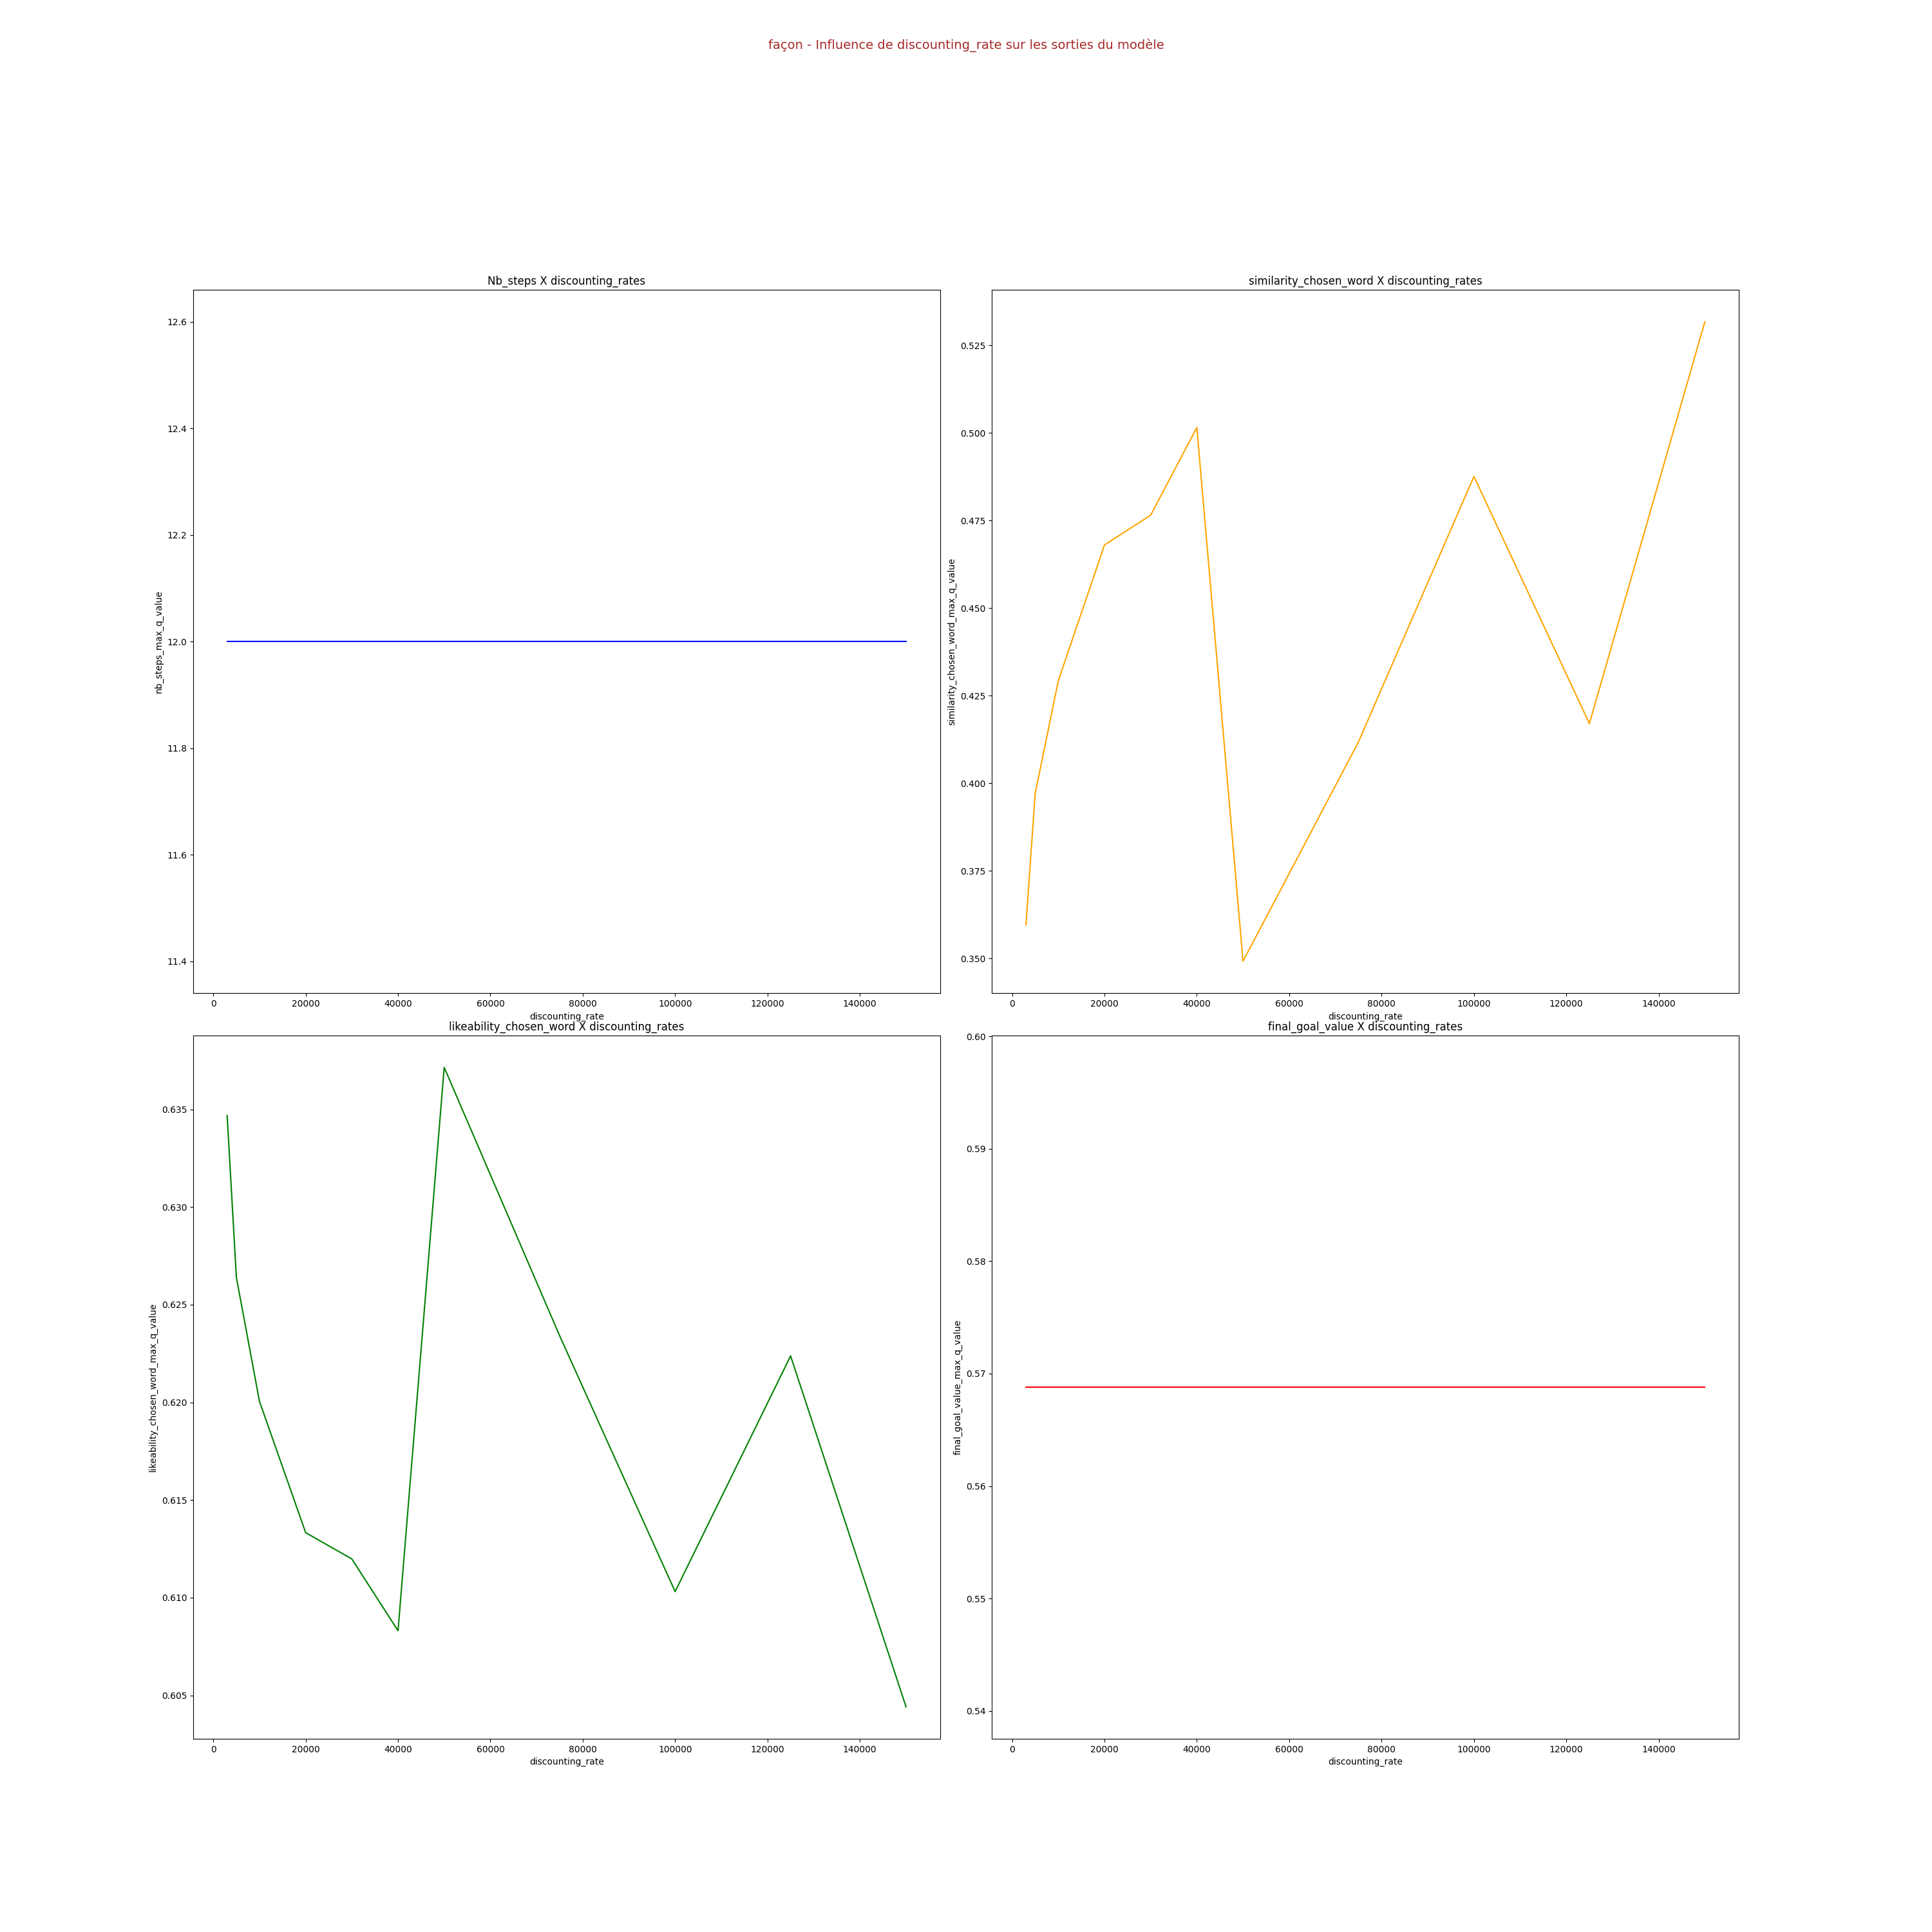 façon - Influence de discounting_rate sur les sorties du modèle
Nb_steps X discounting_rates
12.6
12.4
12.2
12.0
11.8
11.6
11.4
nb_steps_max_q_value
0 20000 40000 60000 80000 100000 120000 140000
discounting_rate
similarity_chosen_word X discounting_rates
0.525
0.500
0.475
0.450
0.425
0.400
0.375
0.350
similarity_chosen_word_max_q_value
0 20000 40000 60000 80000 100000 120000 140000
discounting_rate
likeability_chosen_word X discounting_rates
0.635
0.630
0.625
0.620
0.615
0.610
0.605
likeability_chosen_word_max_q_value
0 20000 40000 60000 80000 100000 120000 140000
discounting_rate
final_goal_value X discounting_rates
0.60
0.59
0.58
0.57
0.56
0.55
0.54
final_goal_value_max_q_value
0 20000 40000 60000 80000 100000 120000 140000
discounting_rate